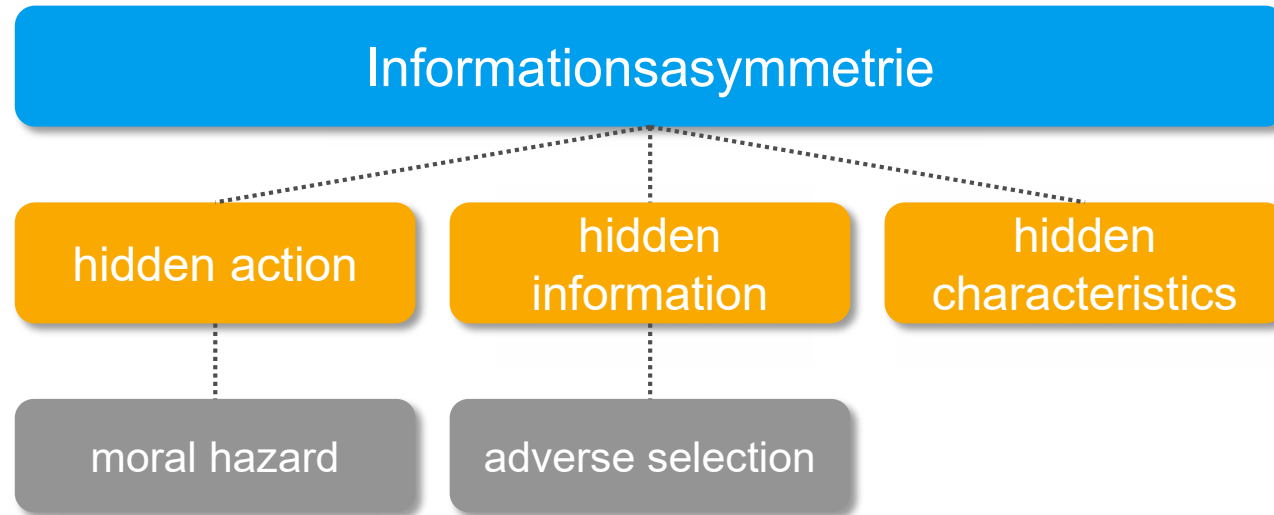 Informationsasymmetrie
hidden action
hidden
information
hidden
characteristics
moral hazard
adverse selection